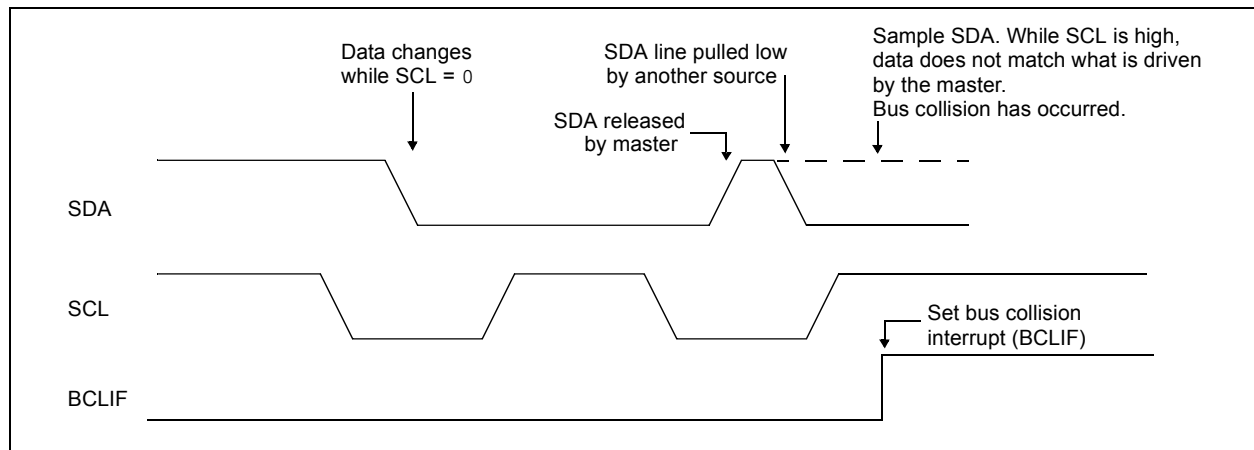 Data changes
while SCL = 0
SDA line pulled low
by another source
Sample SDA. While SCL is high,
data does not match what is driven
by the master.
Bus collision has occurred.
SDA released
by master
SDA
SCL
Set bus collision
interrupt (BCLIF)
BCLIF